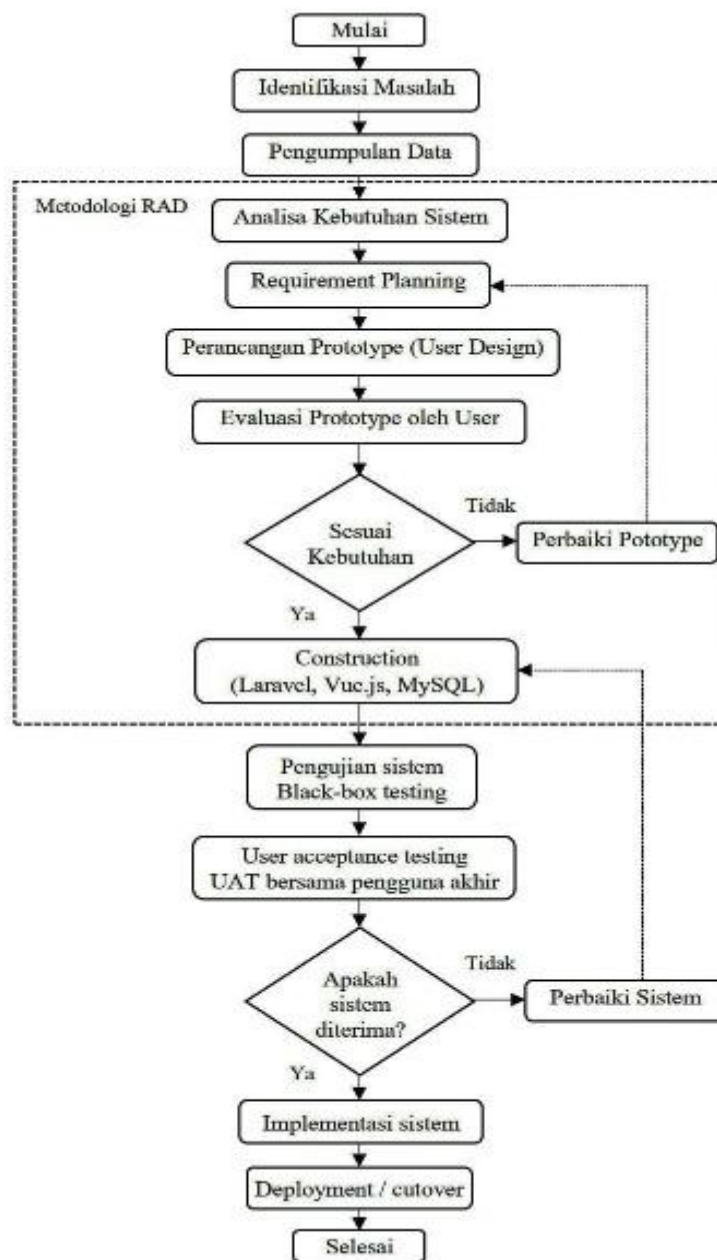 Mulai
Identifikasi Masalah
Pengumpulan Data
Metodologi RAD
Analisa Kebutuhan Sistem
Requirement Planning
Perancangan Prototype (User Design)
Evaluasi Prototype oleh User
Sesuai
Kebutuhan
Tidak
Perbaiki Pototype
Ya
Construction
(Laravel, Vue.js, MySQL)
Pengujian sistem
Black-box testing
User acceptance testing
UAT bersama pengguna akhir
Apakah
sistem
diterima?
Tidak
Perbaiki Sistem
Ya
Implementasi sistem
Deployment / cutover
Selesai